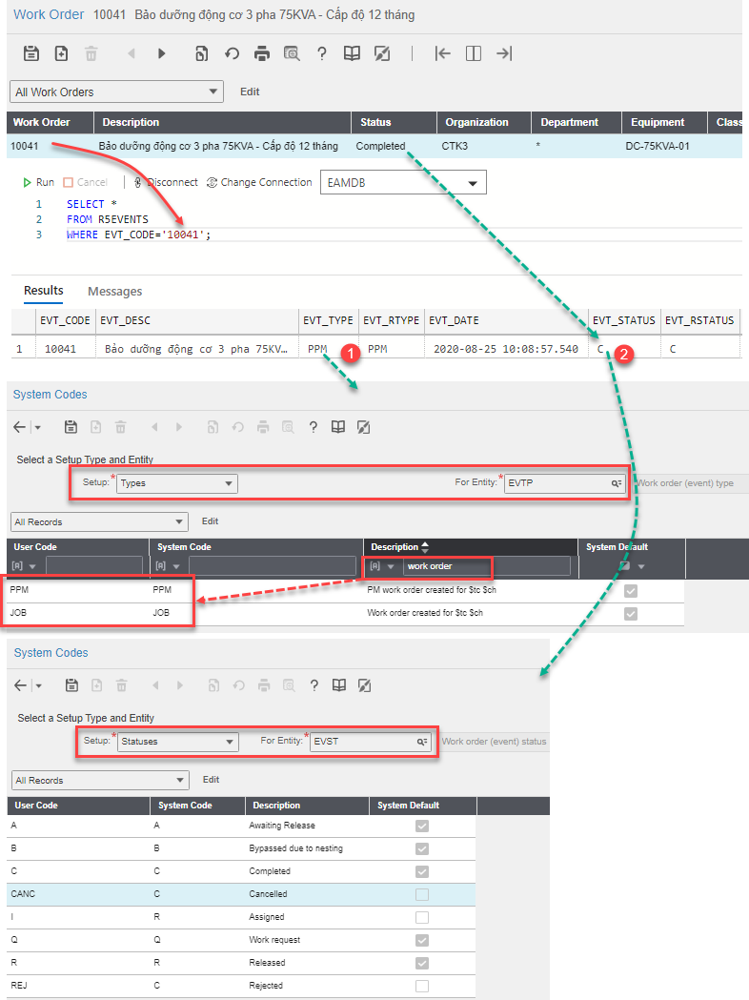 Work Order 10041 Bảo dưỡng động cơ 3 pha 75KVA - Cấp độ 12 tháng
All Work Orders Edit
Work Order Description Status Organization Department Equipment Class
10041 Bảo dưỡng động cơ 3 pha 75KVA - Cấp độ 12 tháng Completed CTK3 * DC-75KVA-01
Run Cancel Disconnect Change Connection EAMDB
1 SELECT *
2 FROM R5EVENTS
3 WHERE EVT_CODE='10041';
Results Messages
EVT_CODE EVT_DESC EVT_TYPE EVT_RTYPE EVT_DATE EVT_STATUS EVT_RSTATUS
1 10041 Bảo dưỡng động cơ 3 pha 75KV… PPM 1 PPM 2020-08-25 10:08:57.540 C 2 C
System Codes
Select a Setup Type and Entity
Setup:* Types For Entity:* EVTP Work order (event) type
All Records Edit
User Code System Code Description System Default
work order
PPM PPM PM work order created for $tc $ch
JOB JOB Work order created for $tc $ch
System Codes
Select a Setup Type and Entity
Setup:* Statuses For Entity:* EVST Work order (event) status
All Records Edit
User Code System Code Description System Default
A A Awaiting Release
B B Bypassed due to nesting
C C Completed
CANC C Cancelled
I R Assigned
Q Q Work request
R R Released
REJ C Rejected